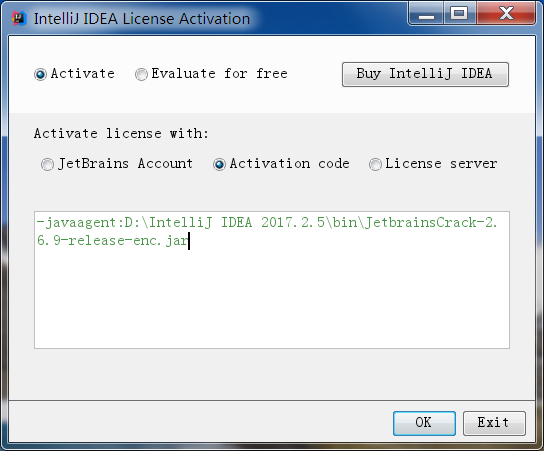 IntelliJ IDEA License Activation
Activate
Evaluate for free
Buy IntelliJ IDEA
Activate license with:
JetBrains Account
Activation code
License server
-javaagent:D:\IntelliJ IDEA 2017.2.5\bin\JetbrainsCrack-2.
6.9-release-enc.jar
OK
Exit